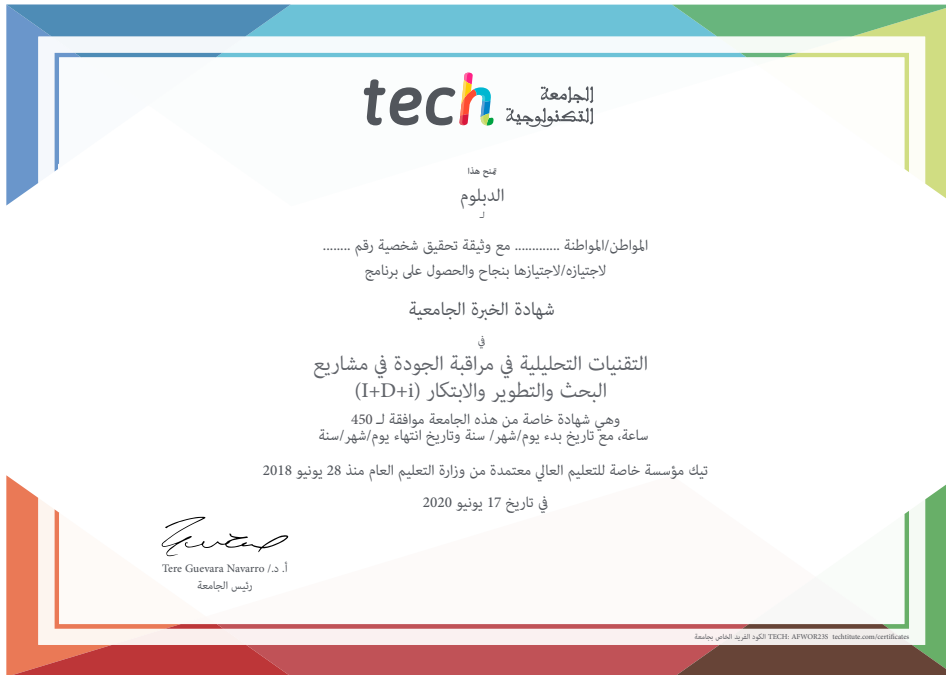 tech الجامعة
التكنولوجية
يمنح هذا
الدبلوم
لـ
المواطن/المواطنة ............. مع وثيقة تحقيق شخصية رقم ........
لاجتيازه/لاجتيازها بنجاح والحصول على برنامج
شهادة الخبرة الجامعية
في
التقنيات التحليلية في مراقبة الجودة في مشاريع
البحث والتطوير والابتكار (I+D+i)
وهي شهادة خاصة من هذه الجامعة موافقة لـ 450
ساعة، مع تاريخ بدء يوم/شهر/ سنة وتاريخ انتهاء يوم/شهر/سنة
تيك مؤسسة خاصة للتعليم العالي معتمدة من وزارة التعليم العام منذ 28 يونيو 2018
في تاريخ 17 يونيو 2020
أ. د./ Tere Guevara Navarro
رئيس الجامعة
الكود الفريد الخاص بجامعة TECH: AFWOR23S techtitute.com/certificates